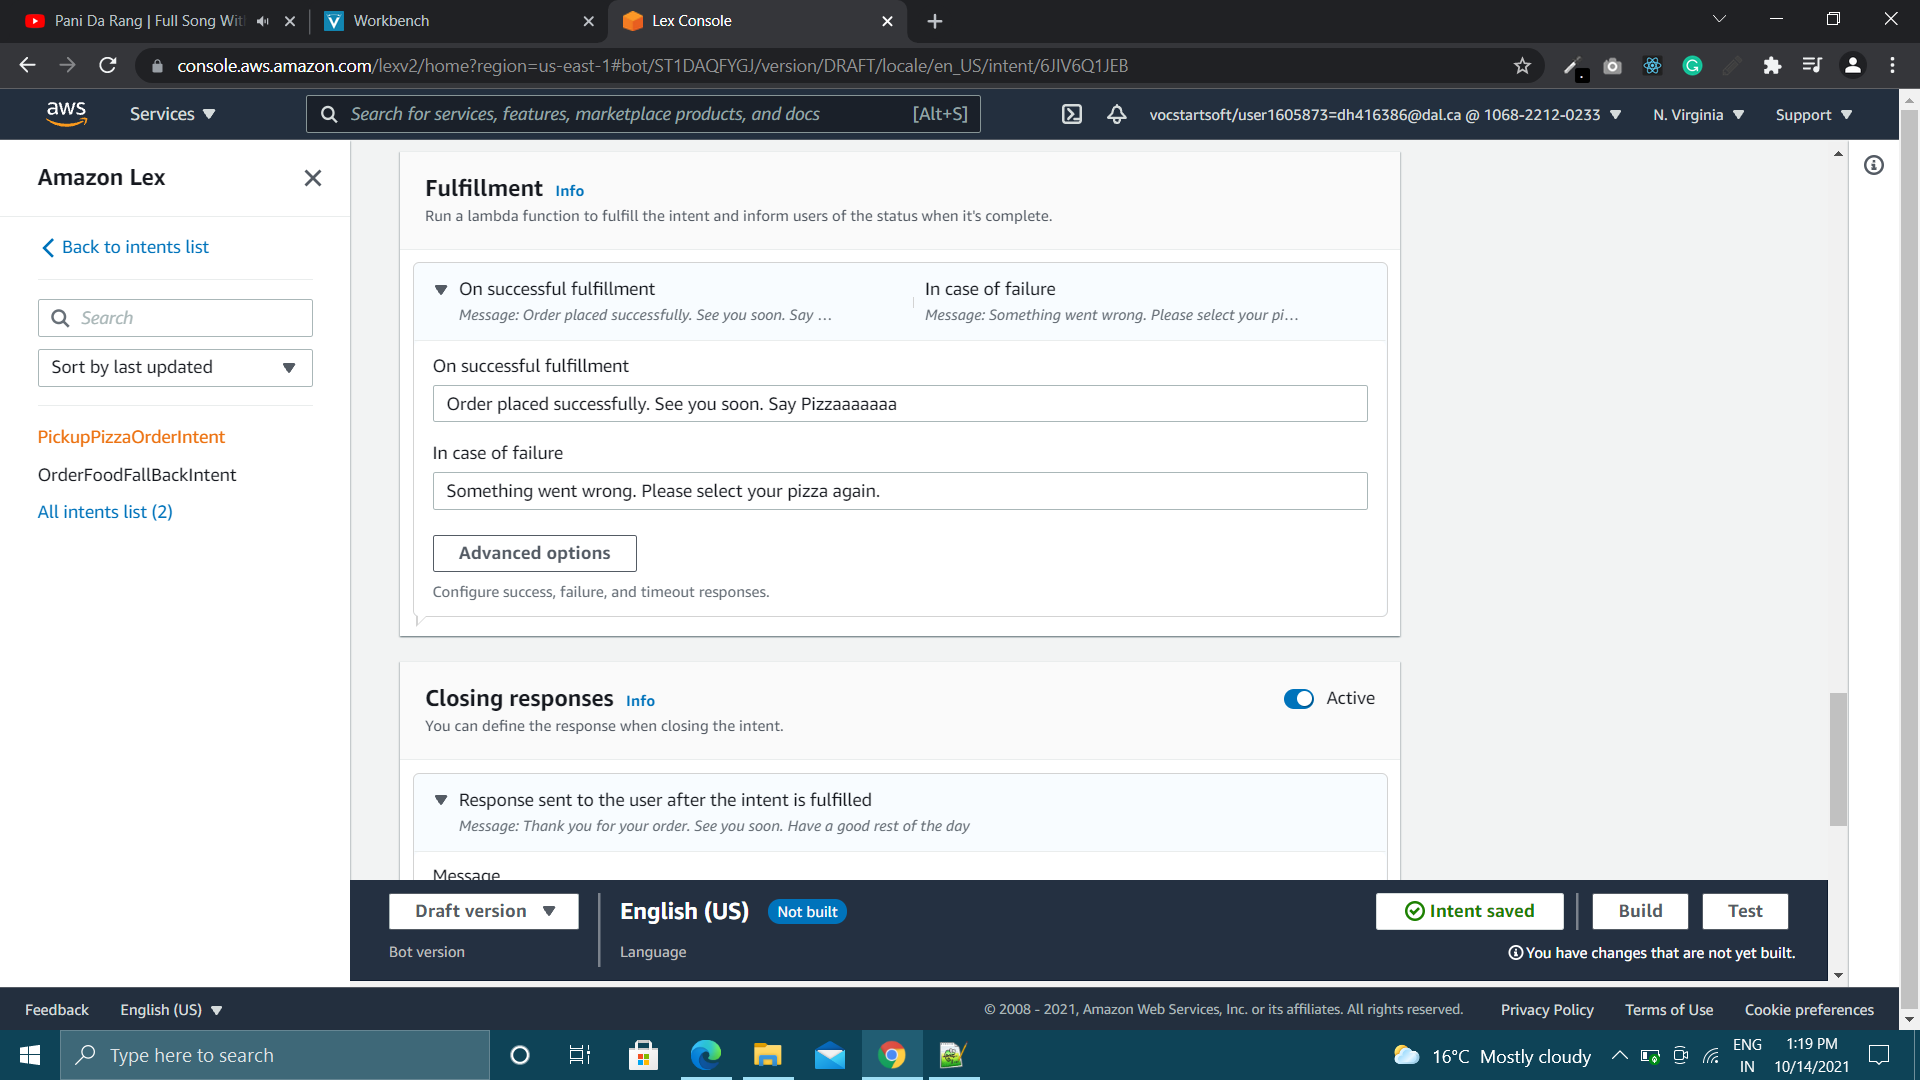 Pani Da Rang | Full Song Wit
Workbench
Lex Console
console.aws.amazon.com/lexv2/home?region=us-east-1#bot/ST1DAQFYGJ/version/DRAFT/locale/en_US/intent/6JIV6Q1JEB
aws
Services
Search for services, features, marketplace products, and docs
[Alt+S]
vocstartsoft/user1605873=dh416386@dal.ca @ 1068-2212-0233
N. Virginia
Support
Amazon Lex
Back to intents list
Search
Sort by last updated
PickupPizzaOrderIntent
OrderFoodFallBackIntent
All intents list (2)
Fulfillment Info
Run a lambda function to fulfill the intent and inform users of the status when it's complete.
On successful fulfillment
Message: Order placed successfully. See you soon. Say ...
In case of failure
Message: Something went wrong. Please select your pi...
On successful fulfillment
Order placed successfully. See you soon. Say Pizzaaaaaaa
In case of failure
Something went wrong. Please select your pizza again.
Advanced options
Configure success, failure, and timeout responses.
Closing responses Info
Active
You can define the response when closing the intent.
Response sent to the user after the intent is fulfilled
Message: Thank you for your order. See you soon. Have a good rest of the day
Message
Draft version
Bot version
English (US)
Not built
Language
Intent saved
Build
Test
You have changes that are not yet built.
Feedback
English (US)
© 2008 - 2021, Amazon Web Services, Inc. or its affiliates. All rights reserved.
Privacy Policy
Terms of Use
Cookie preferences
Type here to search
16°C Mostly cloudy
ENG
IN
1:19 PM
10/14/2021